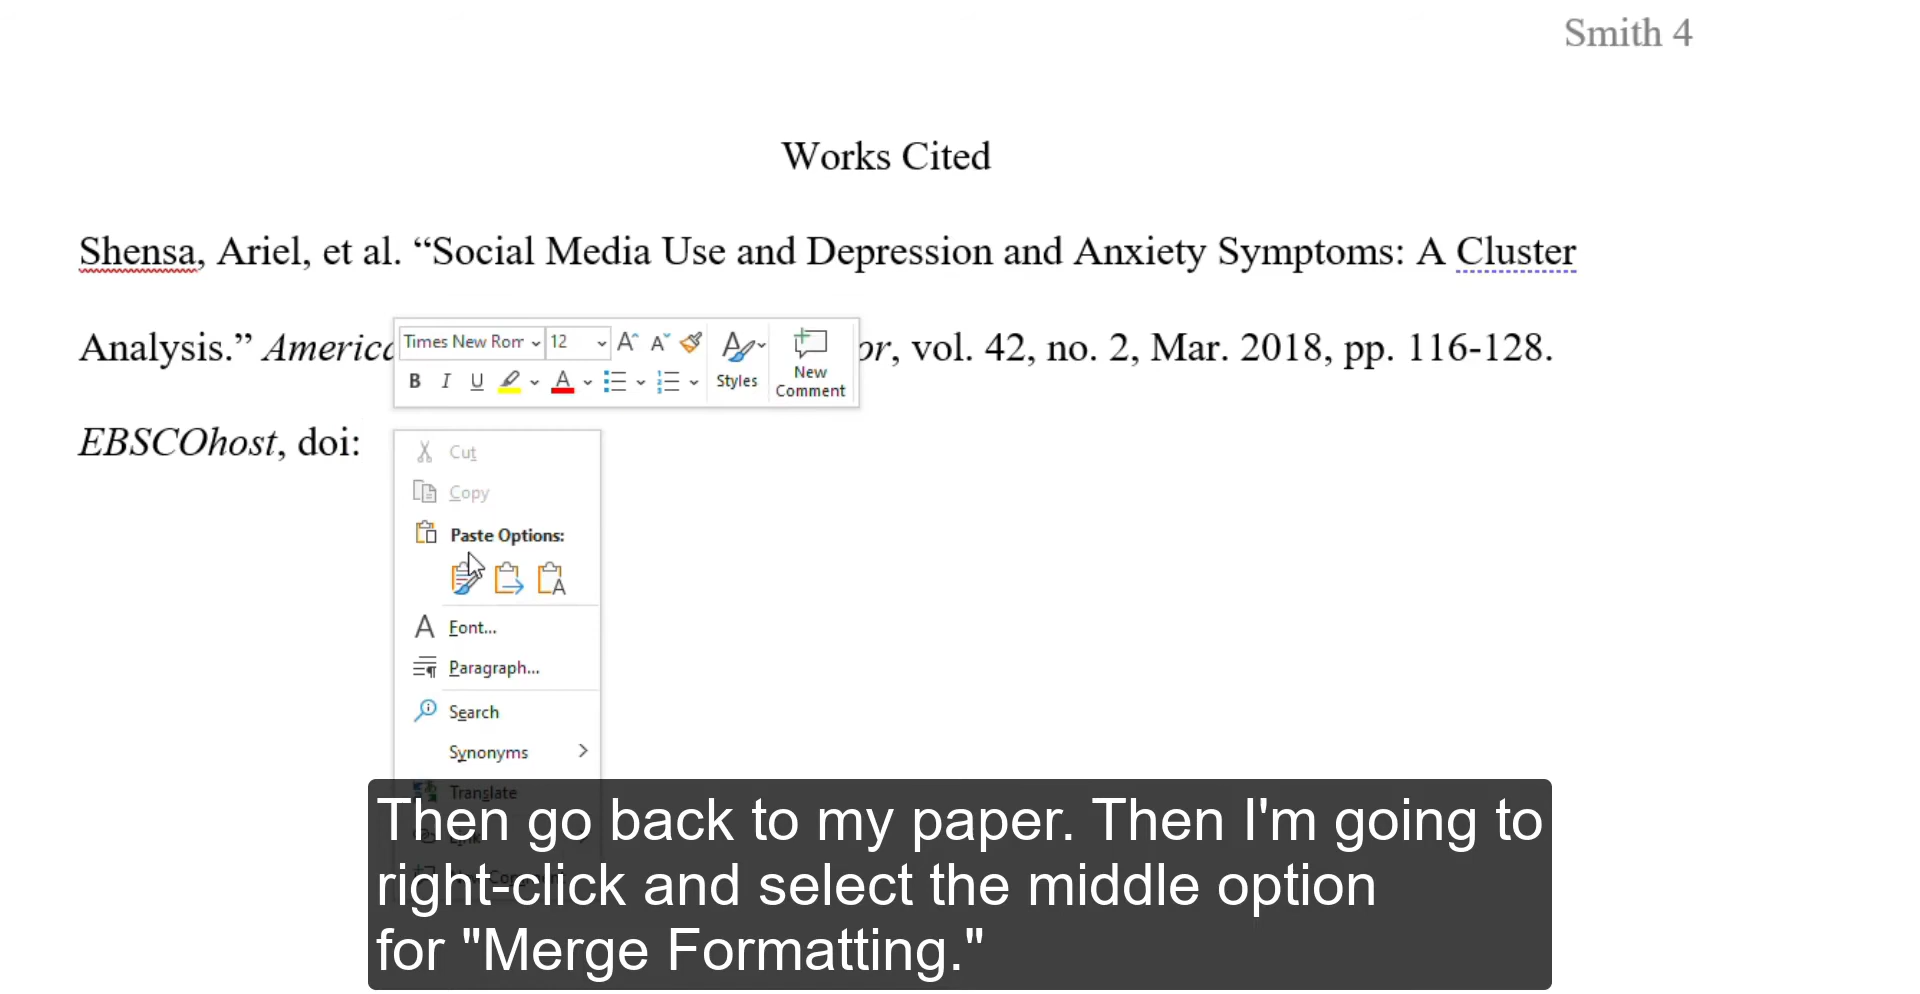 Smith 4
Works Cited
Shensa, Ariel, et al. “Social Media Use and Depression and Anxiety Symptoms: A Cluster
Analysis.” America
or, vol. 42, no. 2, Mar. 2018, pp. 116-128.
Times New Rom
12
B I U
Styles
New
Comment
EBSCOhost, doi:
Cut
Copy
Paste Options:
Font...
Paragraph...
Search
Synonyms
Translate
Link
Then go back to my paper. Then I'm going to
right-click and select the middle option
for "Merge Formatting."